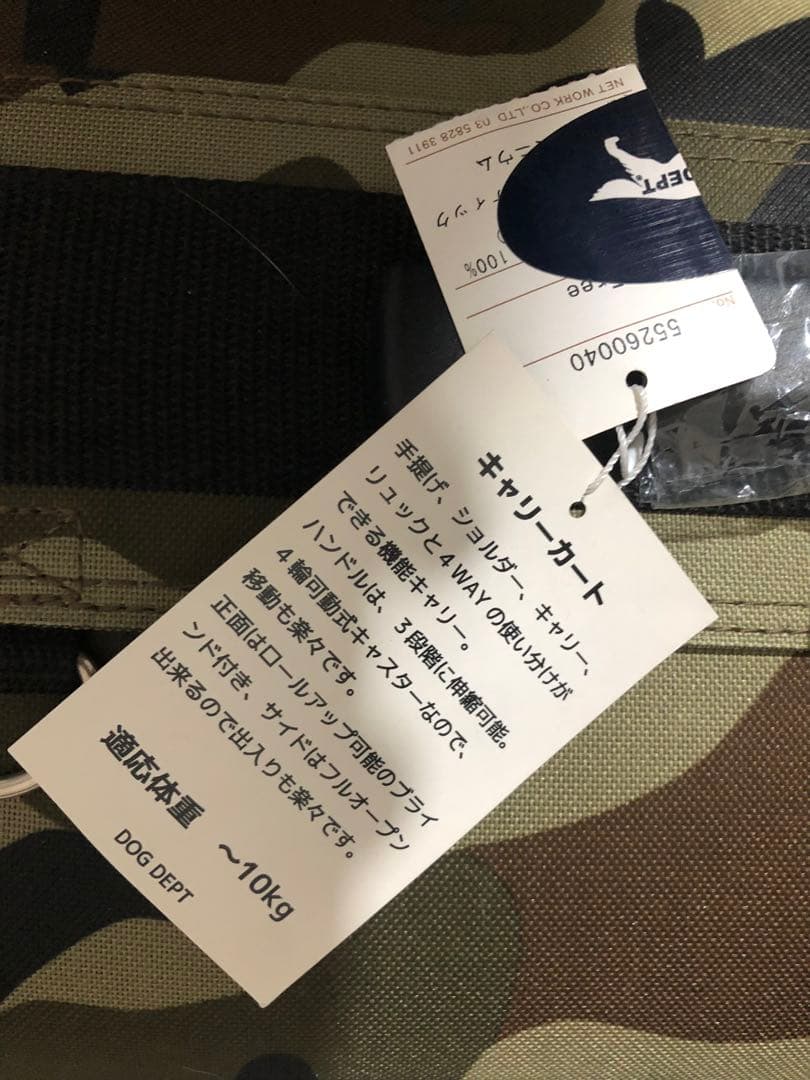 NET WORK CO.,LTD 03 5828 3911
DEPT.
100%
No.
55260040
キャリーカート
手提げ、ショルダー、キャリー、
リュックと4WAYの使い分けが
できる機能キャリー。
ハンドルは、3段階に伸縮可能。
4輪可動式キャスターなので、
移動も楽々です。
正面はロールアップ可能のブライ
ンド付き、サイドはフルオープン
出来るので出入りも楽々です。
適応体重 ～10kg
DOG DEPT